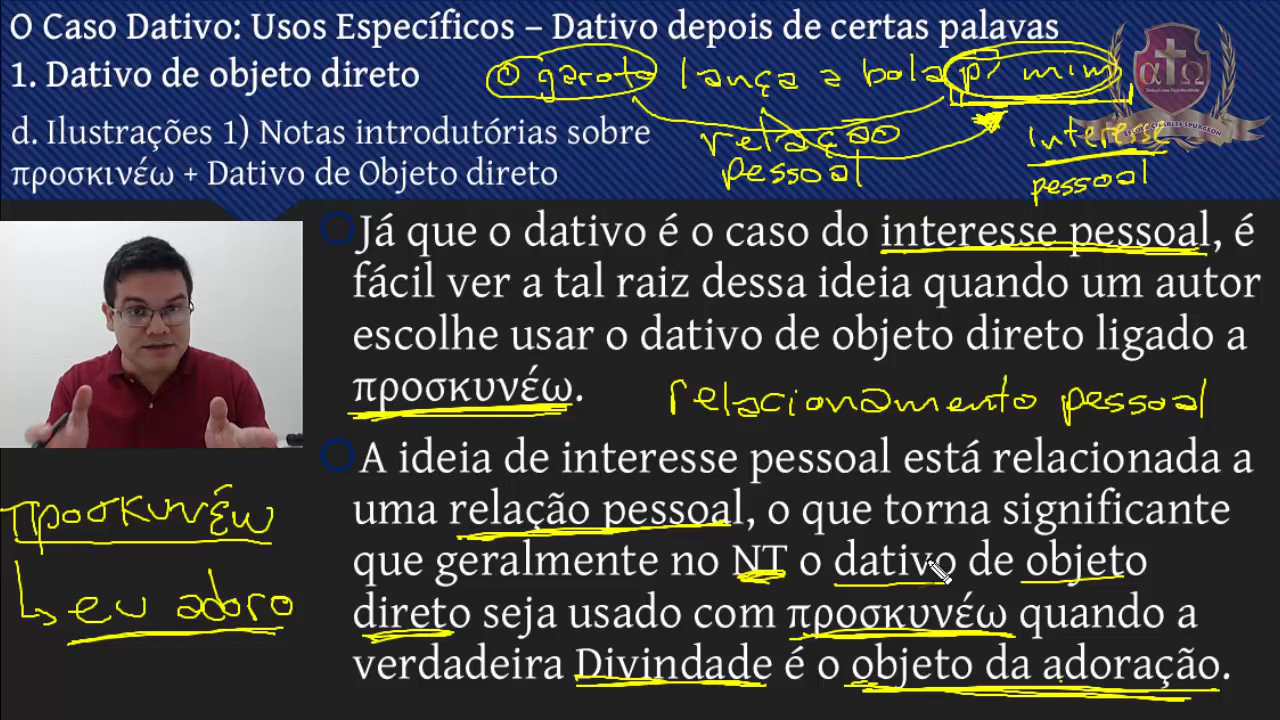 O Caso Dativo: Usos Específicos – Dativo depois de certas palavas
1. Dativo de objeto direto
O garoto lança a bola p/ mim
d. Ilustrações 1) Notas introdutórias sobre
προσκινέω + Dativo de Objeto direto
relação
pessoal
interesse
pessoal
α Ω
ESCOLA CHARLES SPURGEON
Já que o dativo é o caso do interesse pessoal, é
fácil ver a tal raiz dessa ideia quando um autor
escolhe usar o dativo de objeto direto ligado a
προσκυνέω.
relacionamento pessoal
A ideia de interesse pessoal está relacionada a
uma relação pessoal, o que torna significante
que geralmente no NT o dativo de objeto
direto seja usado com προσκυνέω quando a
verdadeira Divindade é o objeto da adoração.
προσκυνέω
eu adoro